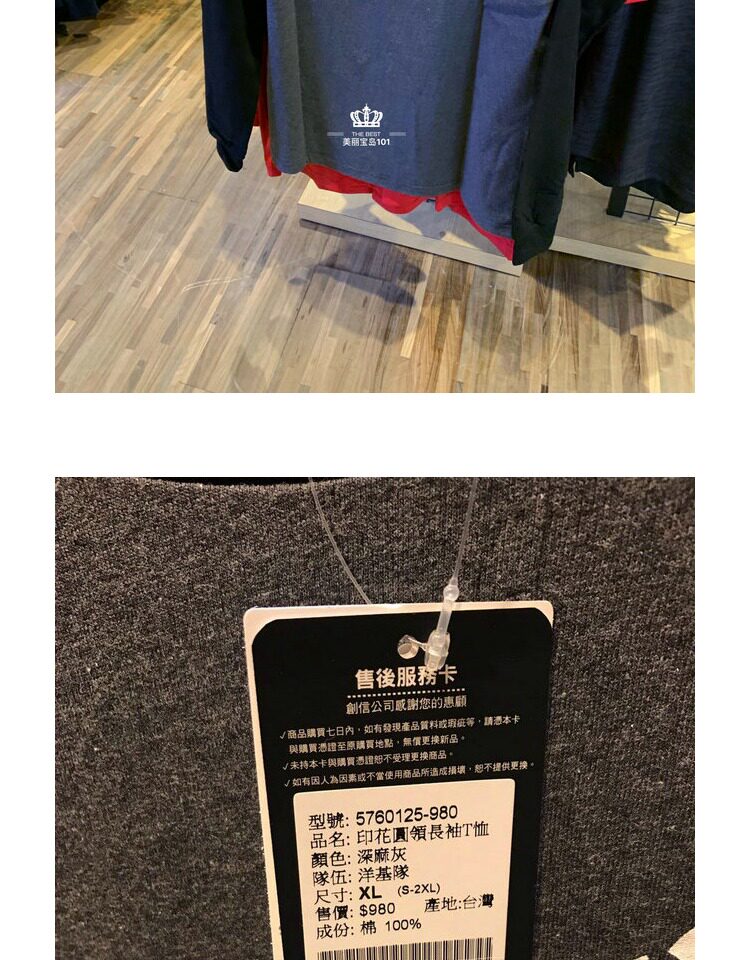 THE BEST
美丽宝岛101
售後服務卡
創信公司感謝您的惠顧
✓商品購買七日內，如有發現產品質料或瑕疵等，請憑本卡
與購買憑證至原購買地點，無償更換新品。
✓未持本卡與購買憑證恕不受理更換商品。
✓如有因人為因素或不當使用商品所造成損壞，恕不提供更換。
型號: 5760125-980
品名: 印花圓領長袖T恤
顏色: 深麻灰
隊伍: 洋基隊
尺寸: XL (S-2XL)
售價: $980 產地:台灣
成份: 棉 100%